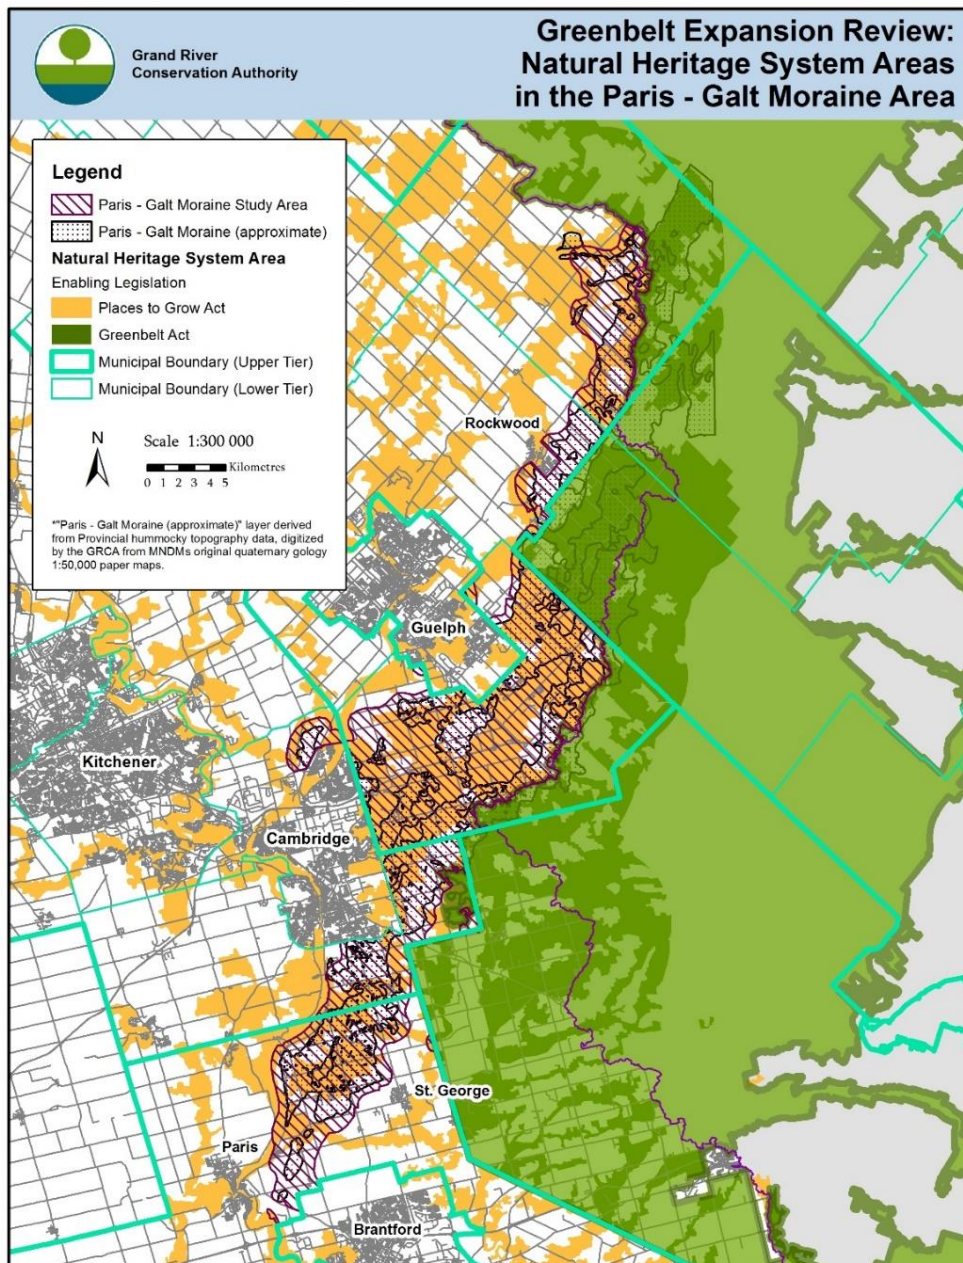 Grand River
Conservation Authority
Greenbelt Expansion Review:
Natural Heritage System Areas
in the Paris - Galt Moraine Area
Legend
Paris - Galt Moraine Study Area
Paris - Galt Moraine (approximate)
Natural Heritage System Area
Enabling Legislation
Places to Grow Act
Greenbelt Act
Municipal Boundary (Upper Tier)
Municipal Boundary (Lower Tier)
N
Scale 1:300 000
Kilometres
0 1 2 3 4 5
*"Paris - Galt Moraine (approximate)" layer derived
from Provincial hummocky topography data, digitized
by the GRCA from MNDMs original quaternary gology
1:50,000 paper maps.
Rockwood
Guelph
Kitchener
Cambridge
St. George
Paris
Brantford